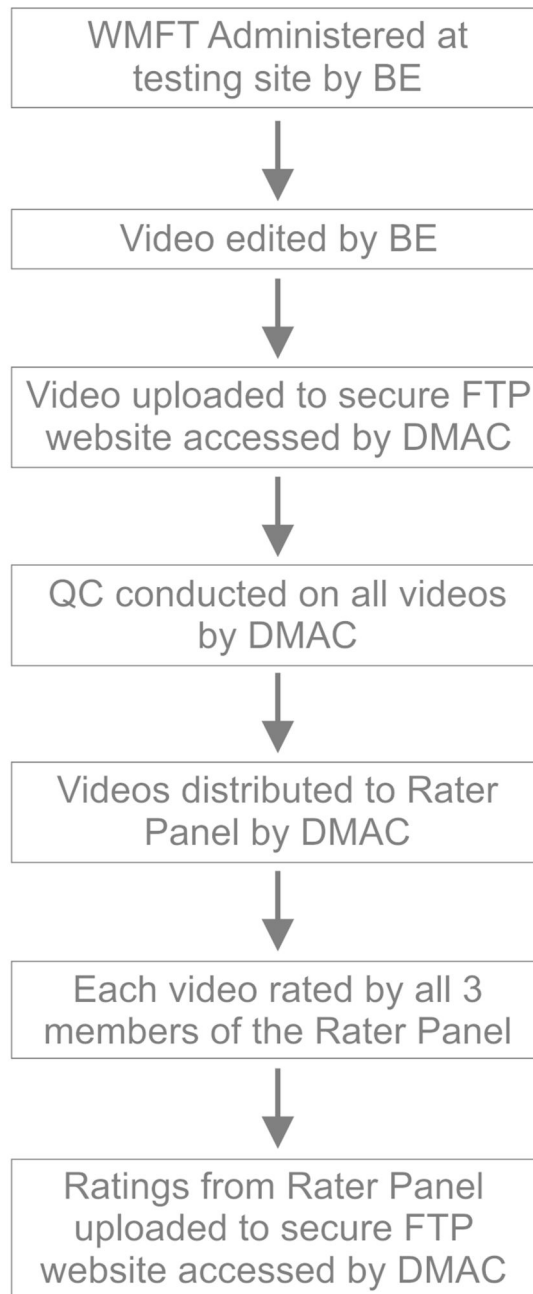 WMFT Administered at
testing site by BE
Video edited by BE
Video uploaded to secure FTP
website accessed by DMAC
QC conducted on all videos
by DMAC
Videos distributed to Rater
Panel by DMAC
Each video rated by all 3
members of the Rater Panel
Ratings from Rater Panel
uploaded to secure FTP
website accessed by DMAC